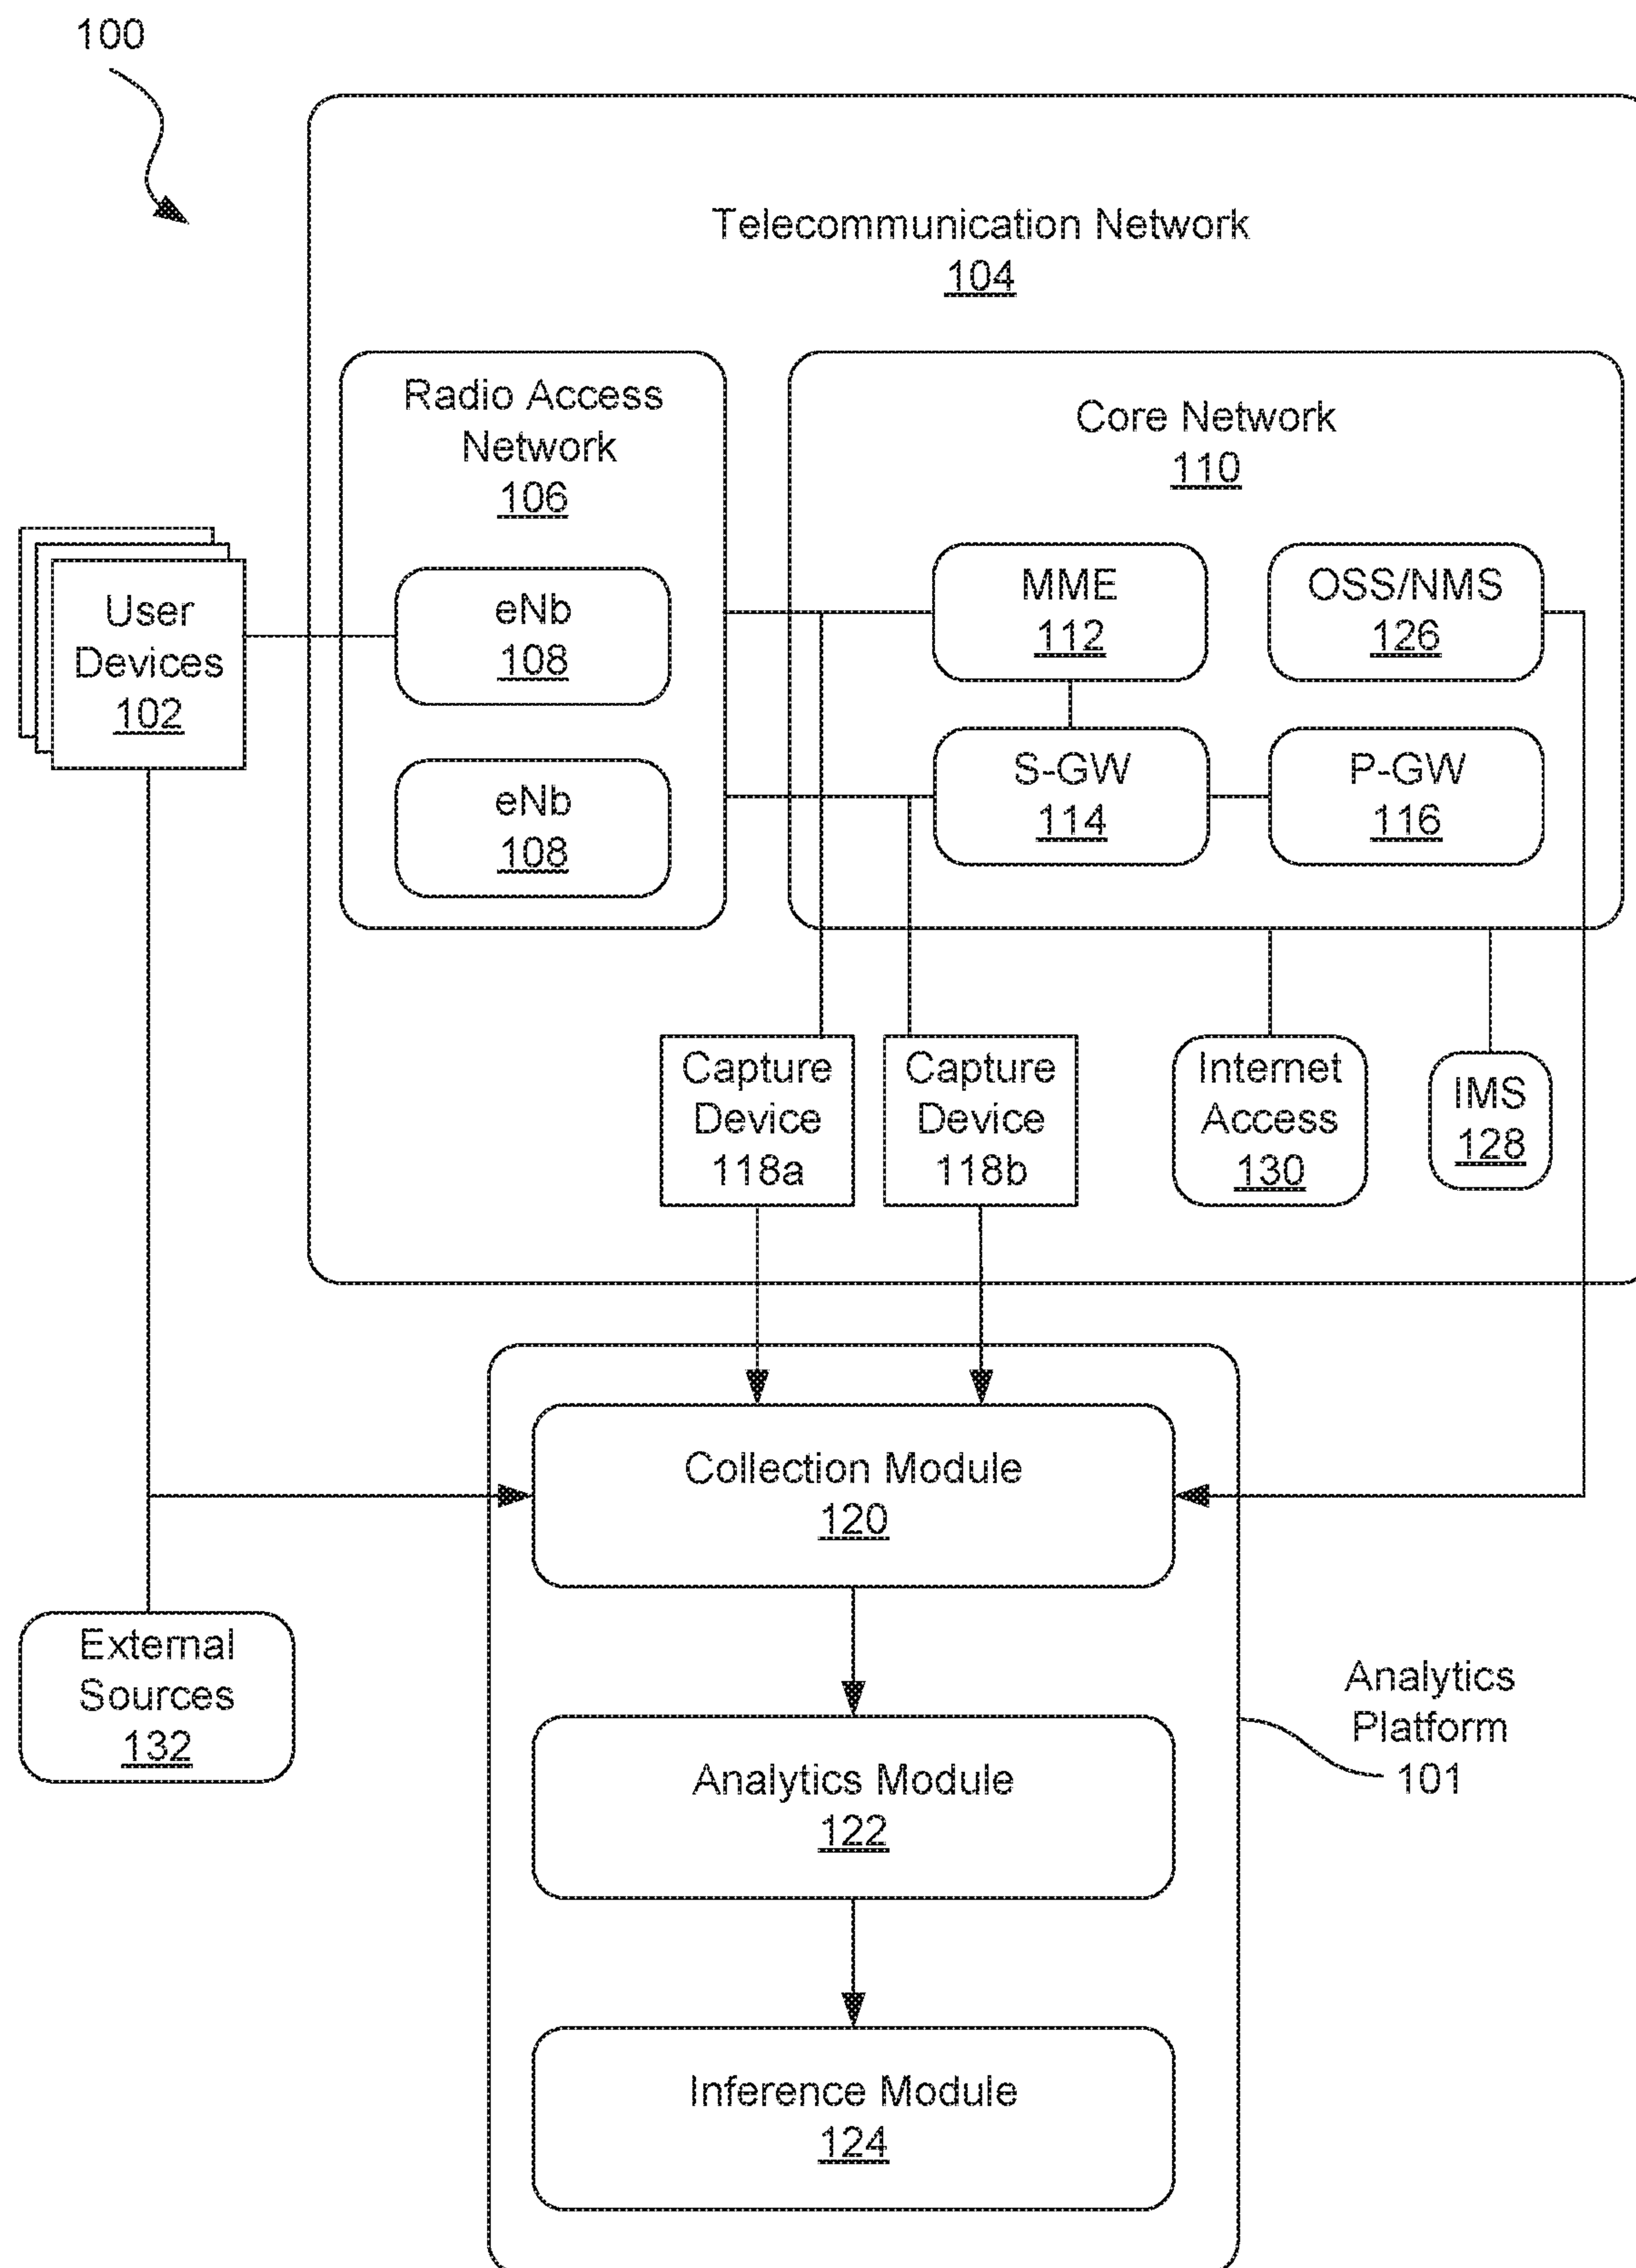 100
Telecommunication Network
104
Radio Access
Network
106
eNb
108
eNb
108
Core Network
110
MME
112
OSS/NMS
126
S-GW
114
P-GW
116
User
Devices
102
Capture
Device
118a
Capture
Device
118b
Internet
Access
130
IMS
128
Collection Module
120
External
Sources
132
Analytics
Platform
101
Analytics Module
122
Inference Module
124